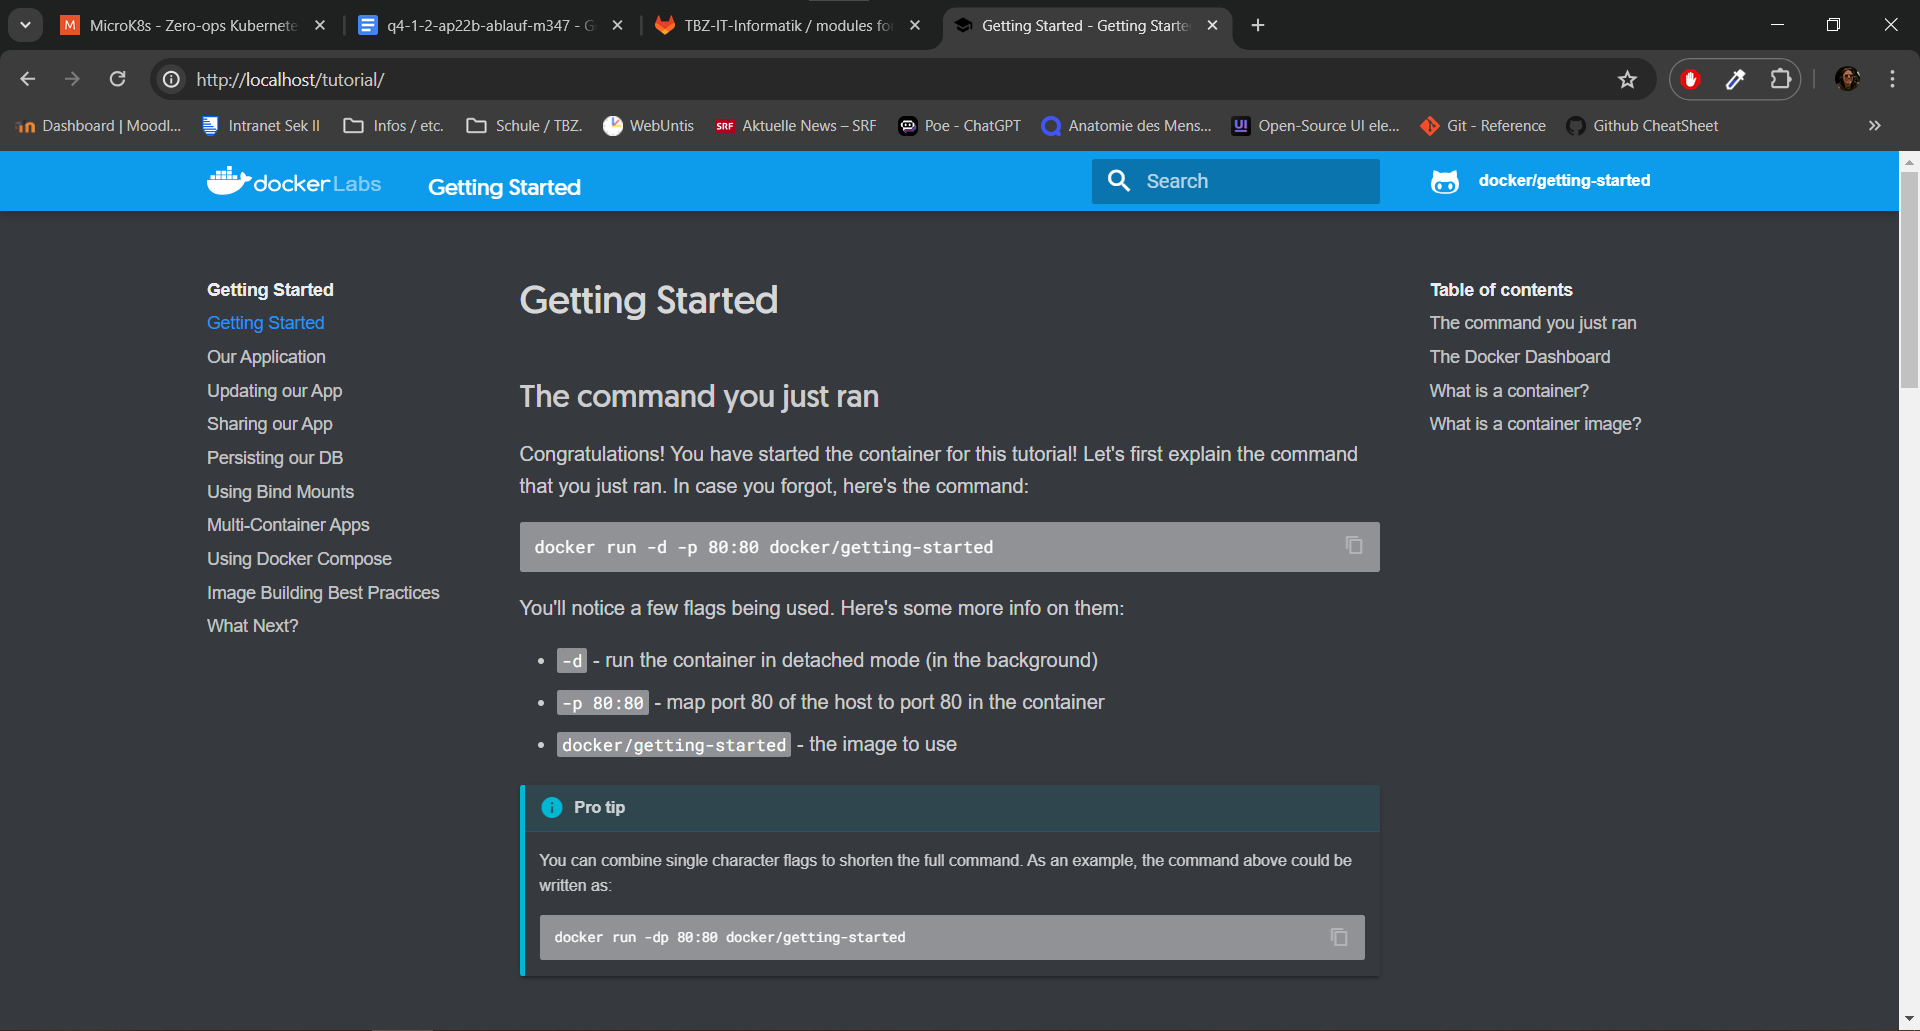 MicroK8s - Zero-ops Kubernete
q4-1-2-ap22b-ablauf-m347 - G
TBZ-IT-Informatik / modules for
Getting Started - Getting Starte
http://localhost/tutorial/
Dashboard | Moodl...
Intranet Sek II
Infos / etc.
Schule / TBZ.
WebUntis
SRF
Aktuelle News – SRF
Poe - ChatGPT
Anatomie des Mens...
UI
Open-Source UI ele...
Git - Reference
Github CheatSheet
docker Labs
Getting Started
Search
docker/getting-started
Getting Started
Getting Started
Our Application
Updating our App
Sharing our App
Persisting our DB
Using Bind Mounts
Multi-Container Apps
Using Docker Compose
Image Building Best Practices
What Next?
Getting Started
The command you just ran
Congratulations! You have started the container for this tutorial! Let's first explain the command
that you just ran. In case you forgot, here's the command:
docker run -d -p 80:80 docker/getting-started
You'll notice a few flags being used. Here's some more info on them:
• -d - run the container in detached mode (in the background)
• -p 80:80 - map port 80 of the host to port 80 in the container
• docker/getting-started - the image to use
Pro tip
You can combine single character flags to shorten the full command. As an example, the command above could be
written as:
docker run -dp 80:80 docker/getting-started
Table of contents
The command you just ran
The Docker Dashboard
What is a container?
What is a container image?